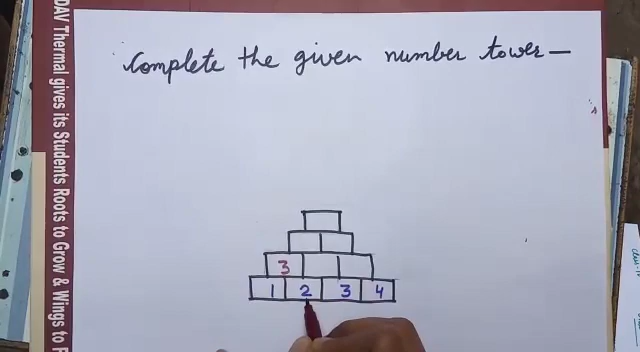 DAV Thermal gives its Students Roots to Grow & Wings to F
Complete the given number tower—
3
1 2 3 4